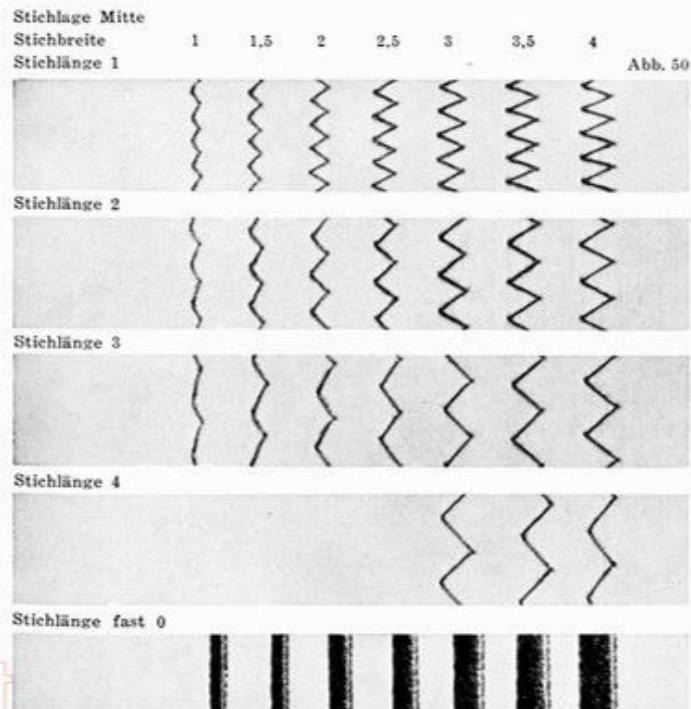 Stichlage Mitte
Stichbreite 1 1,5 2 2,5 3 3,5 4
Stichlänge 1 Abb. 50
Stichlänge 2
Stichlänge 3
Stichlänge 4
Stichlänge fast 0